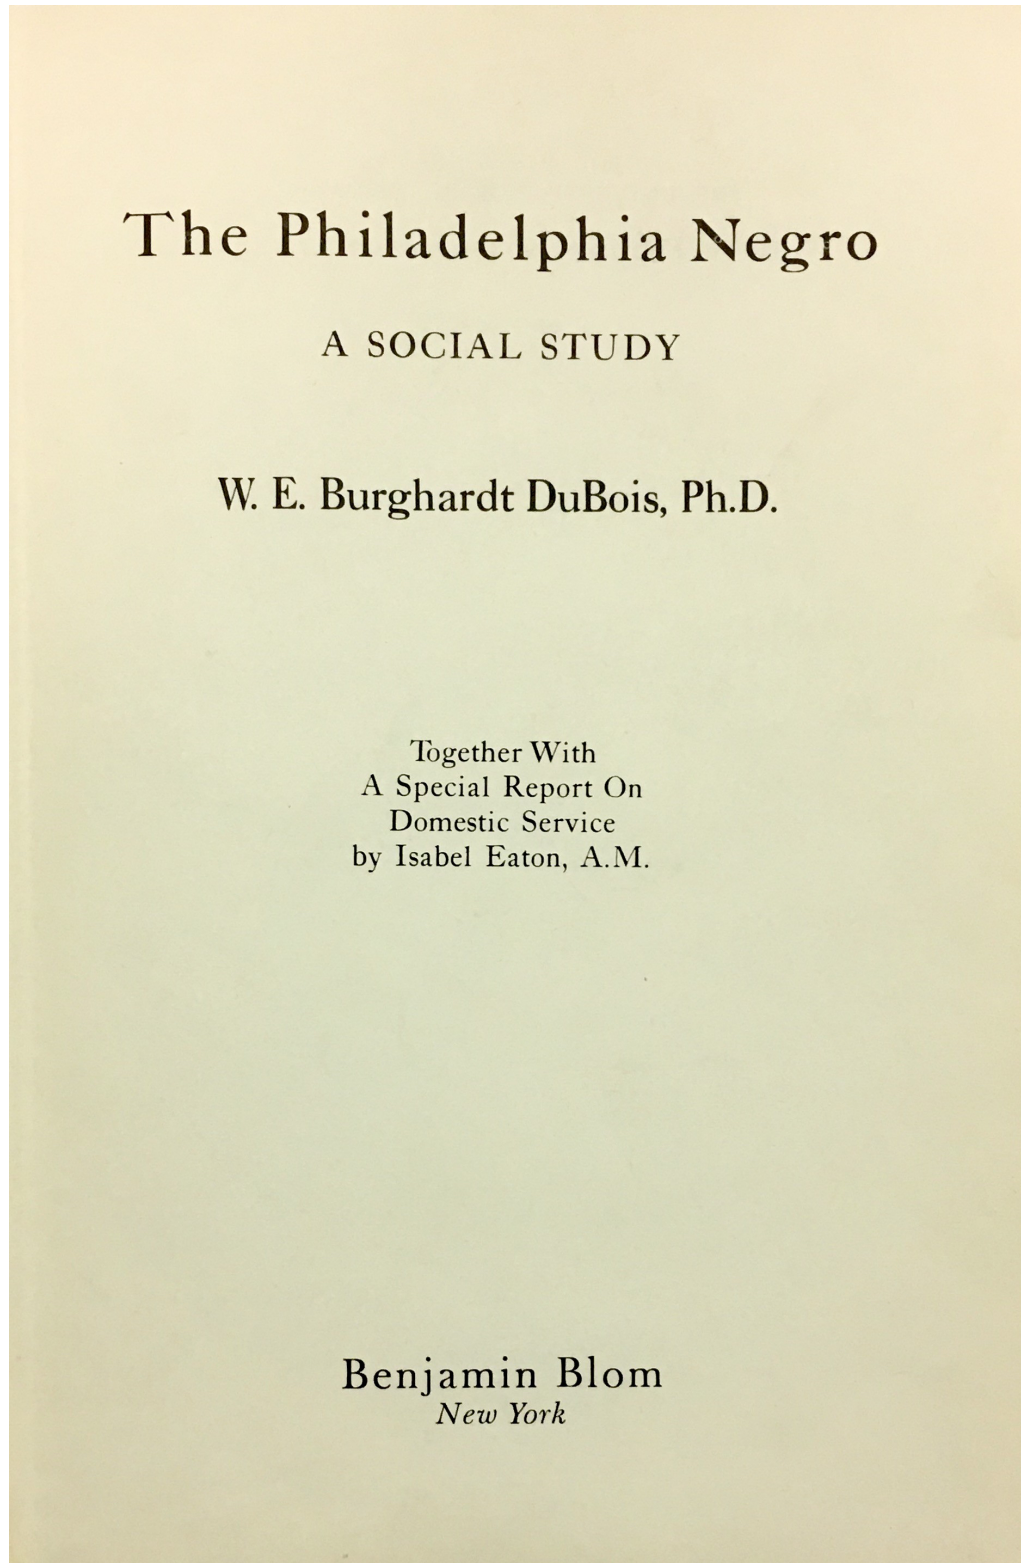 The Philadelphia Negro
A SOCIAL STUDY
W. E. Burghardt DuBois, Ph.D.
Together With
A Special Report On
Domestic Service
by Isabel Eaton, A.M.
Benjamin Blom
New York